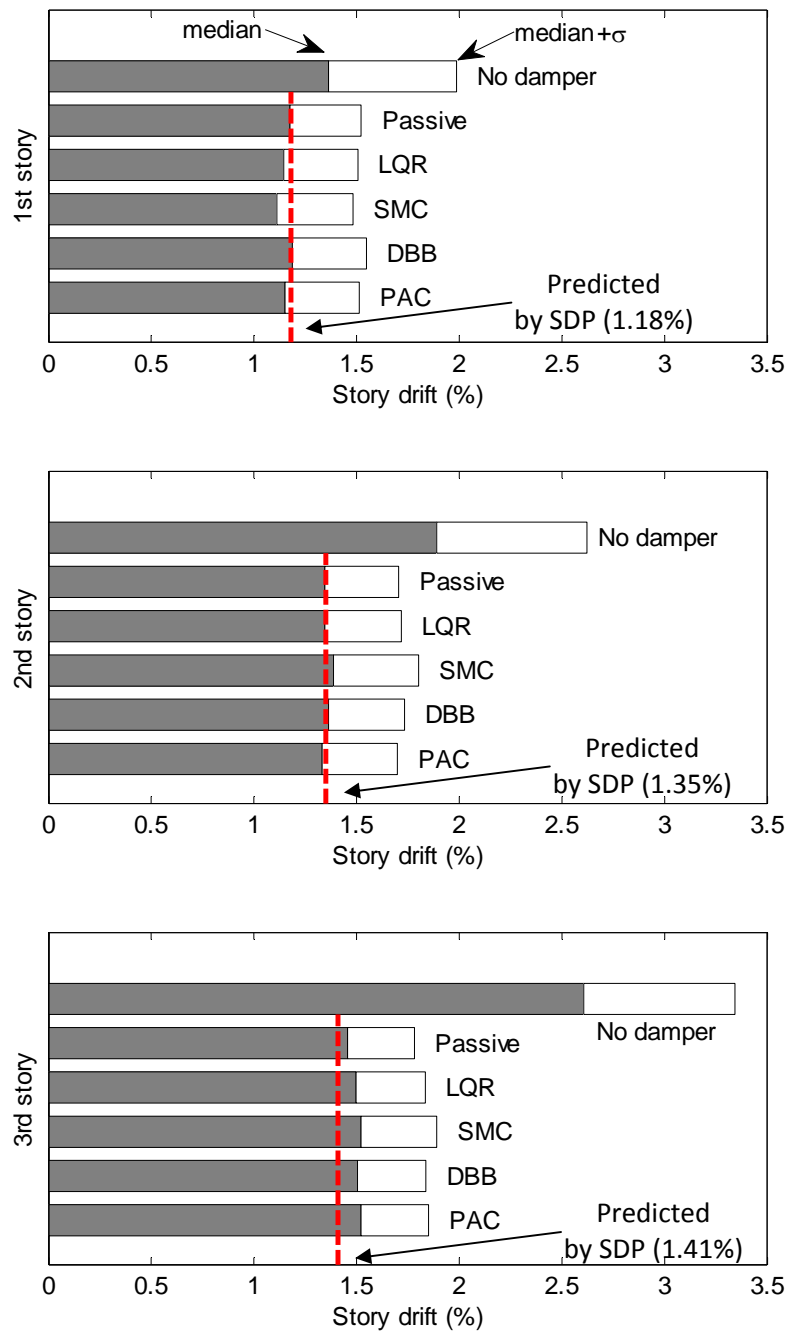 median
median+σ
No damper
Passive
LQR
SMC
DBB
PAC
Predicted
by SDP (1.18%)
1st story
0 0.5 1 1.5 2 2.5 3 3.5
Story drift (%)
No damper
Passive
LQR
SMC
DBB
PAC
Predicted
by SDP (1.35%)
2nd story
0 0.5 1 1.5 2 2.5 3 3.5
Story drift (%)
No damper
Passive
LQR
SMC
DBB
PAC
Predicted
by SDP (1.41%)
3rd story
0 0.5 1 1.5 2 2.5 3 3.5
Story drift (%)